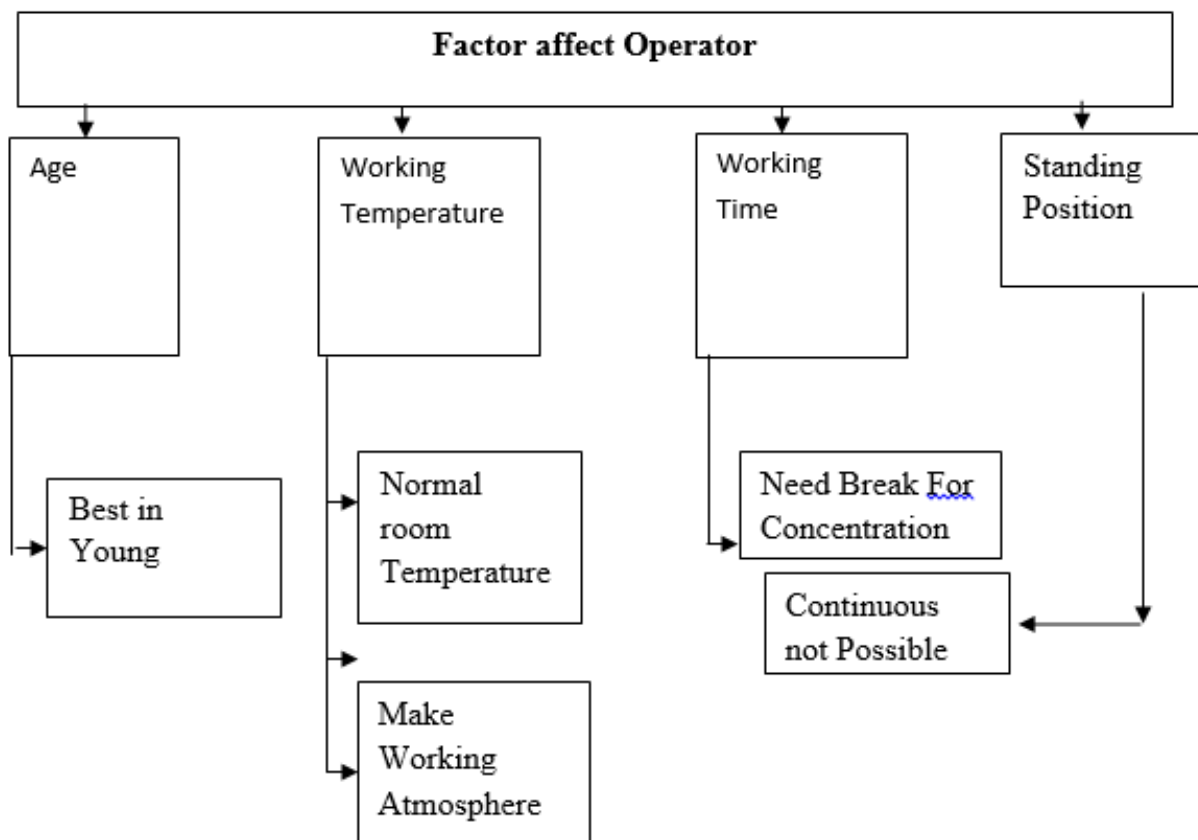 Factor affect Operator
Age
Working
Temperature
Working
Time
Standing
Position
Best in
Young
Normal
room
Temperature
Make
Working
Atmosphere
Need Break For
Concentration
Continuous
not Possible